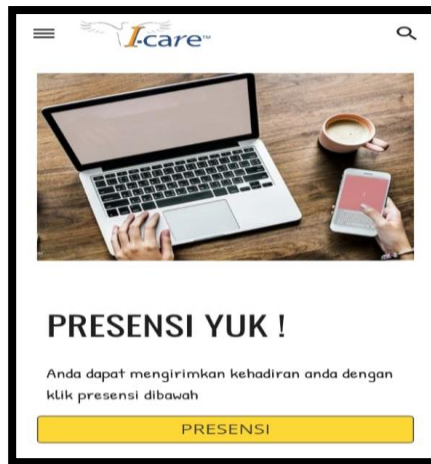 I-care™
PRESENSI YUK !
Anda dapat mengirimkan kehadiran anda dengan
klik presensi dibawah
PRESENSI